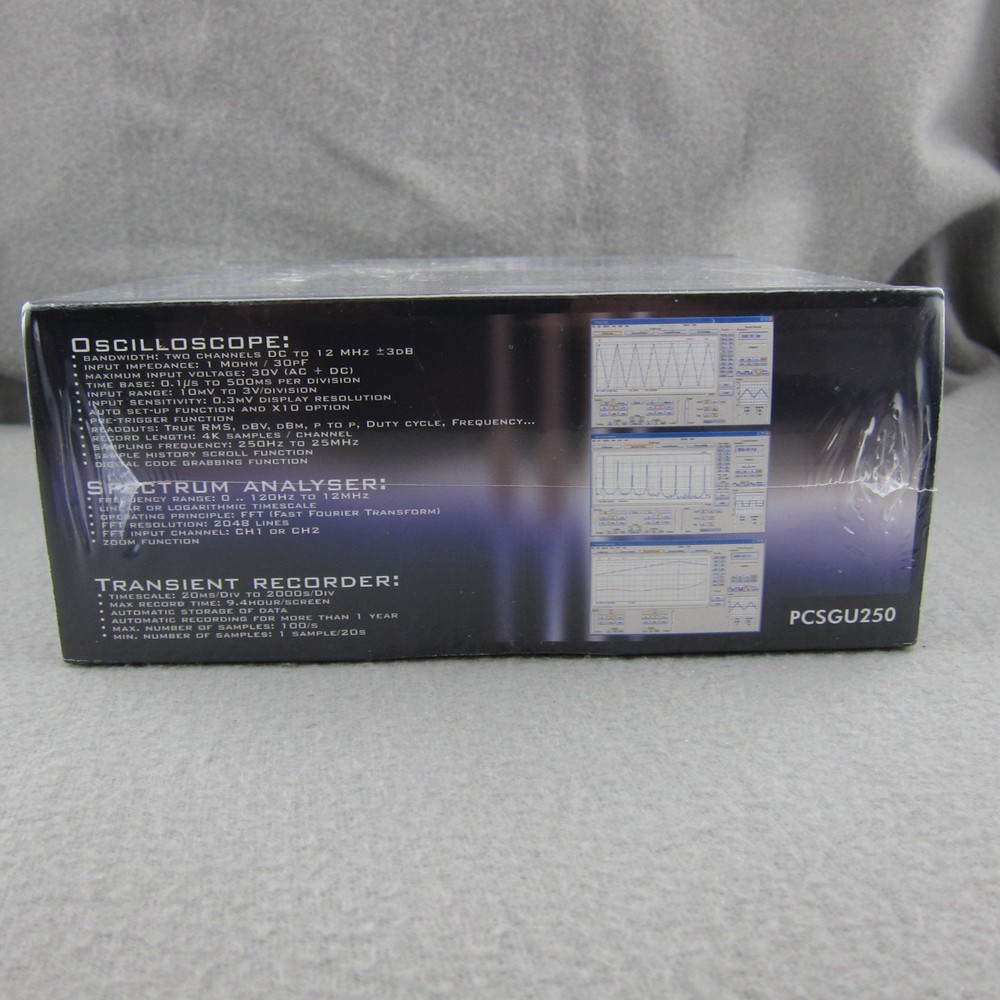 OSCILLOSCOPE:
• BANDWIDTH: TWO CHANNELS DC TO 12 MHZ ±3DB
• INPUT IMPEDANCE: 1 MOHM / 30PF
• MAXIMUM INPUT VOLTAGE: 30V (AC + DC)
• TIME BASE: 0.1µS TO 500MS PER DIVISION
• INPUT RANGE: 10MV TO 3V/DIVISION
• INPUT SENSITIVITY: 0.3MV DISPLAY RESOLUTION
• AUTO SET-UP FUNCTION AND X10 OPTION
• PRE-TRIGGER FUNCTION
• READOUTS: TRUE RMS, DBV, DBM, P TO P, DUTY CYCLE, FREQUENCY...
• RECORD LENGTH: 4K SAMPLES / CHANNEL
• SAMPLING FREQUENCY: 250HZ TO 25MHZ
• SAMPLE HISTORY SCROLL FUNCTION
• DIGITAL CODE GRABBING FUNCTION
SPECTRUM ANALYSER:
• FREQUENCY RANGE: 0 .. 120HZ TO 12MHZ
• LINEAR OR LOGARITHMIC TIMESCALE
• OPERATING PRINCIPLE: FFT (FAST FOURIER TRANSFORM)
• FFT RESOLUTION: 2048 LINES
• FFT INPUT CHANNEL: CH1 OR CH2
• ZOOM FUNCTION
TRANSIENT RECORDER:
• TIMESCALE: 20MS/DIV TO 2000S/DIV
• MAX RECORD TIME: 9.4HOUR/SCREEN
• AUTOMATIC STORAGE OF DATA
• AUTOMATIC RECORDING FOR MORE THAN 1 YEAR
• MAX. NUMBER OF SAMPLES: 100/S
• MIN. NUMBER OF SAMPLES: 1 SAMPLE/20S
PCSGU250